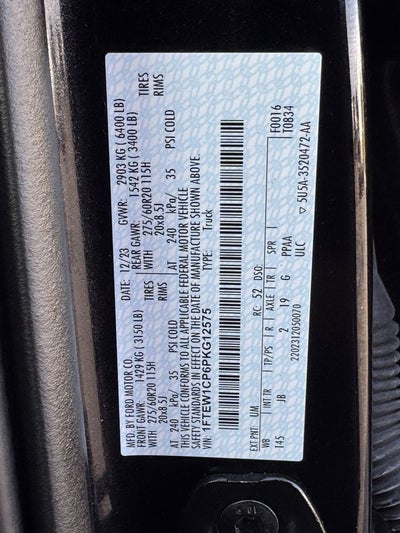 MFD. BY FORD MOTOR CO.
DATE: 12/23 GVWR: 2903 KG ( 6400 LB)
FRONT GAWR: 1429 KG ( 3150 LB) REAR GAWR: 1542 KG ( 3400 LB)
WITH 275/60R20 115H WITH 275/60R20 115H TIRES
20x8.5J 20x8.5J RIMS
AT 240 kPa/ 35 PSI COLD AT 240 kPa/ 35 PSI COLD
THIS VEHICLE CONFORMS TO ALL APPLICABLE FEDERAL MOTOR VEHICLE
SAFETY STANDARDS IN EFFECT ON THE DATE OF MANUFACTURE SHOWN ABOVE.
VIN: 1FTEW1CP6PKG12575
TYPE: Truck
F0016
T0B34
EXT PNT: UM RC: 52 DSO:
WB INT TR TP/PS R AXLE TR SPR
145 JB 2 19 G PPAA
ULC
2202312050070
5U5A-3520472-AA